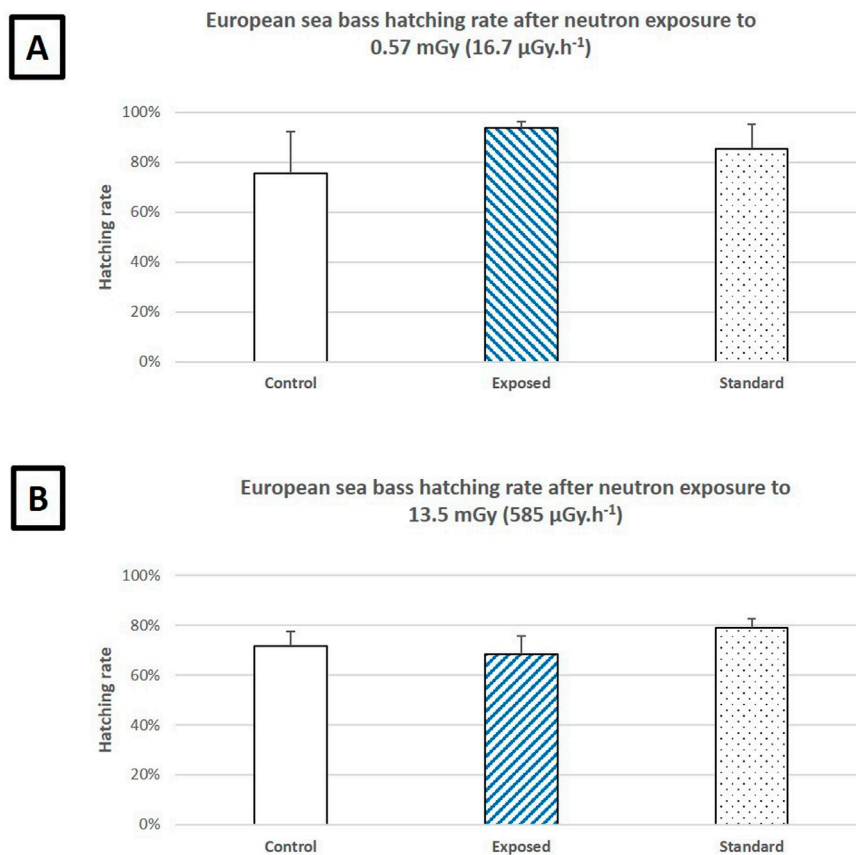 A
European sea bass hatching rate after neutron exposure to
0.57 mGy (16.7 µGy.h⁻¹)
Hatching rate
100%
80%
60%
40%
20%
0%
Control Exposed Standard
B
European sea bass hatching rate after neutron exposure to
13.5 mGy (585 µGy.h⁻¹)
Hatching rate
100%
80%
60%
40%
20%
0%
Control Exposed Standard